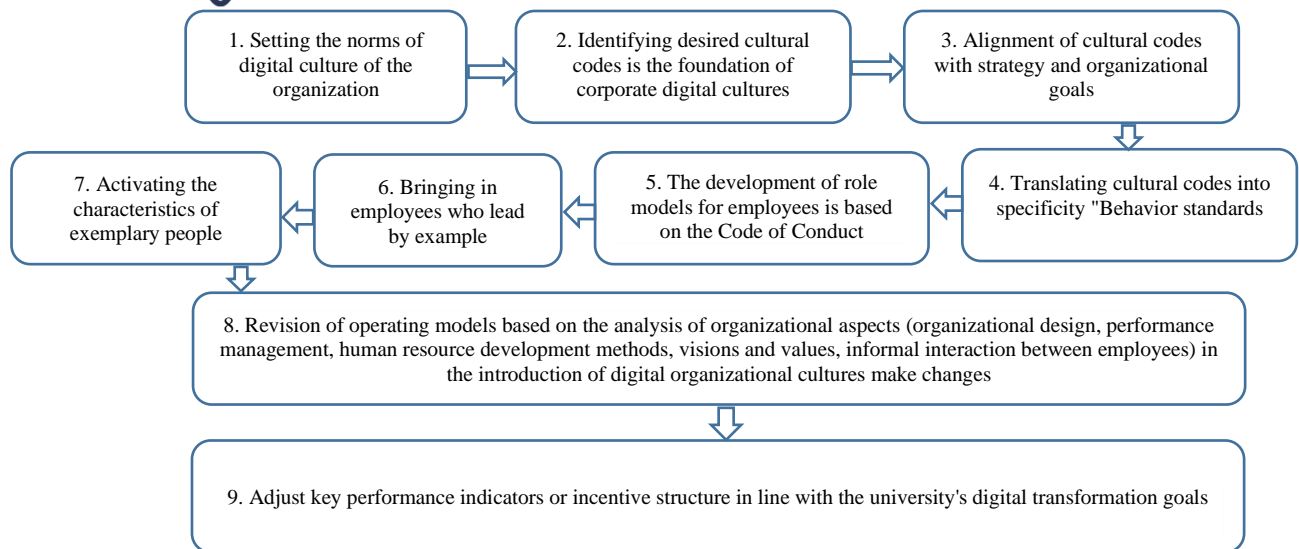 1. Setting the norms of
digital culture of the
organization
2. Identifying desired cultural
codes is the foundation of
corporate digital cultures
3. Alignment of cultural codes
with strategy and organizational
goals
4. Translating cultural codes into
specificity "Behavior standards
5. The development of role
models for employees is based
on the Code of Conduct
6. Bringing in
employees who lead
by example
7. Activating the
characteristics of
exemplary people
8. Revision of operating models based on the analysis of organizational aspects (organizational design, performance
management, human resource development methods, visions and values, informal interaction between employees) in
the introduction of digital organizational cultures make changes
9. Adjust key performance indicators or incentive structure in line with the university's digital transformation goals